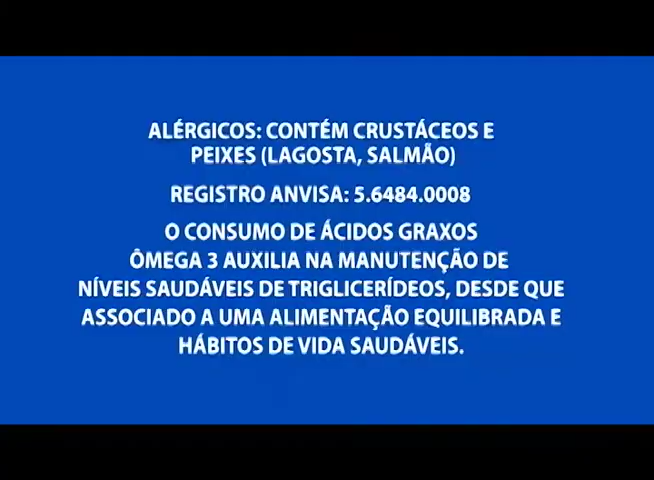 ALÉRGICOS: CONTÉM CRUSTÁCEOS E
PEIXES (LAGOSTA, SALMÃO)
REGISTRO ANVISA: 5.6484.0008
O CONSUMO DE ÁCIDOS GRAXOS
ÔMEGA 3 AUXILIA NA MANUTENÇÃO DE
NÍVEIS SAUDÁVEIS DE TRIGLICERÍDEOS, DESDE QUE
ASSOCIADO A UMA ALIMENTAÇÃO EQUILIBRADA E
HÁBITOS DE VIDA SAUDÁVEIS.